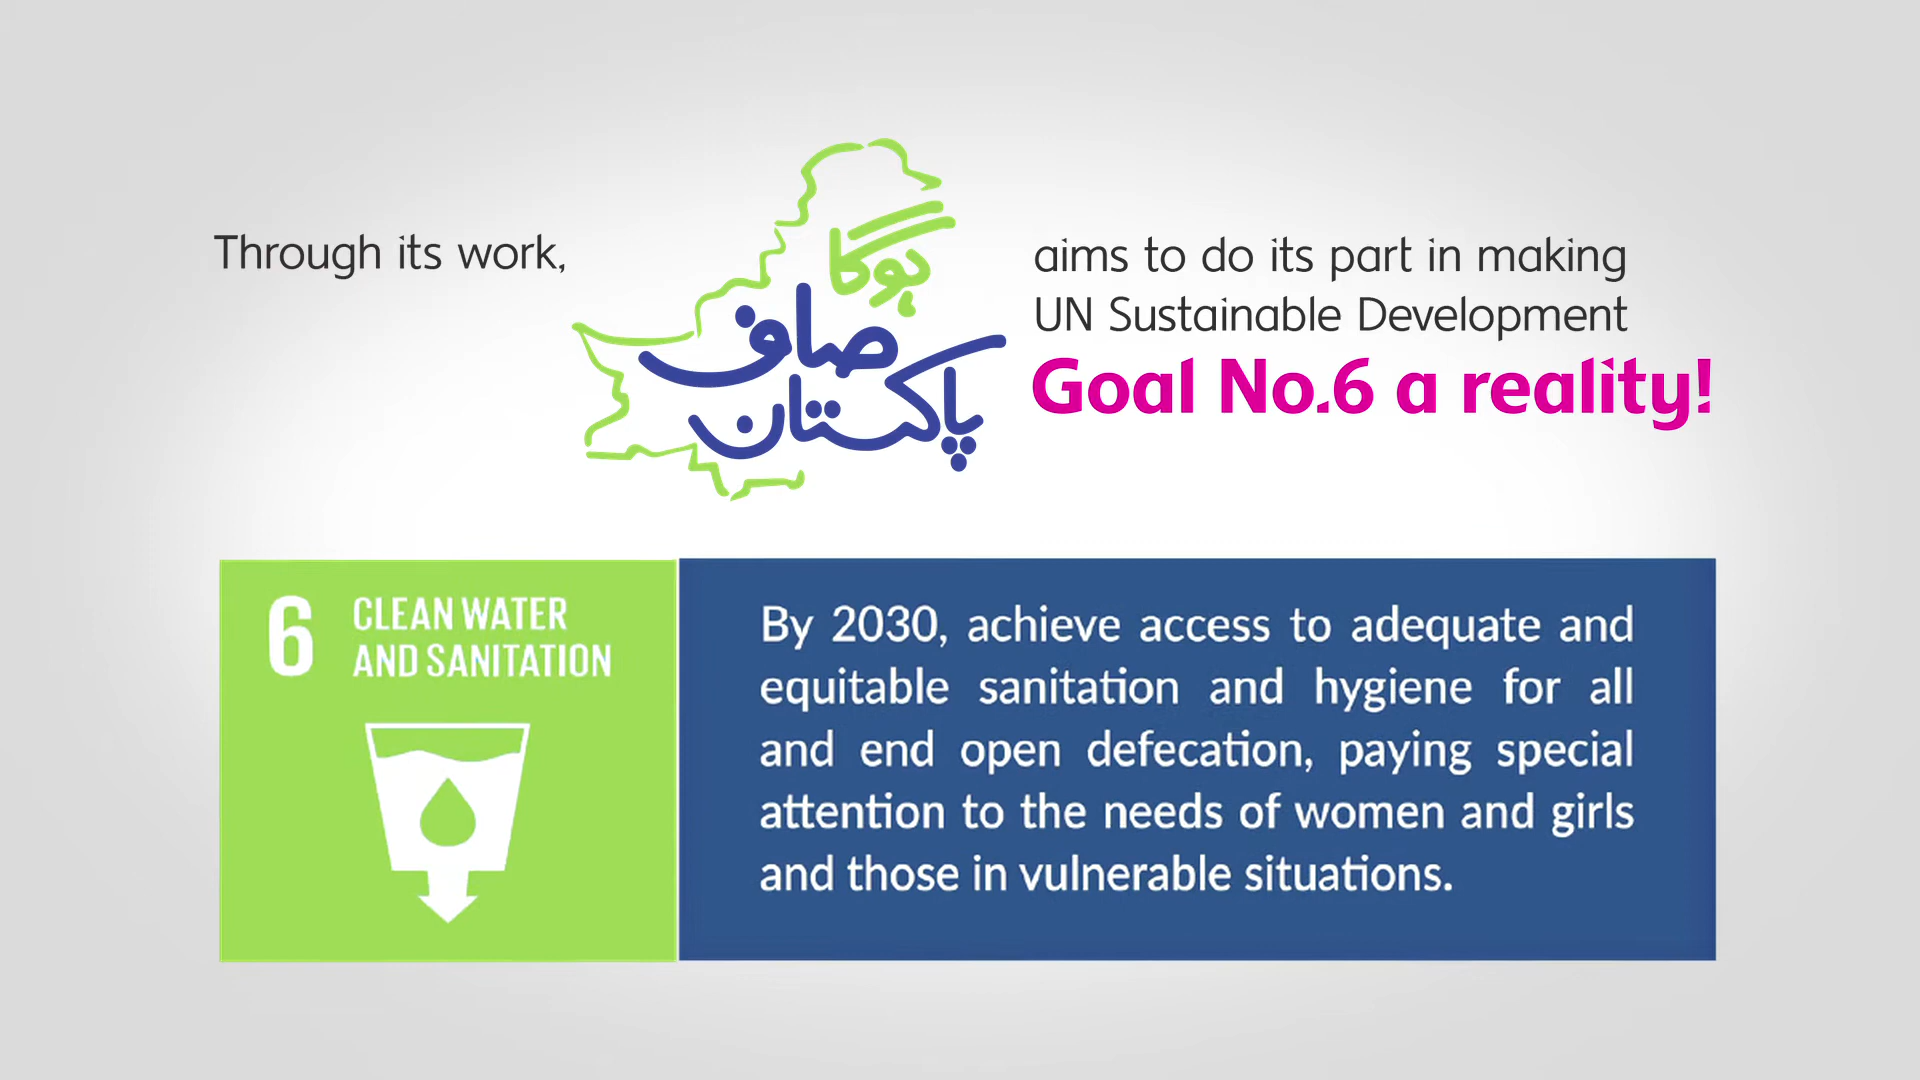 Through its work,
ہوگا
صاف
پاکستان
aims to do its part in making
UN Sustainable Development
Goal No.6 a reality!
6 CLEAN WATER
AND SANITATION
By 2030, achieve access to adequate and
equitable sanitation and hygiene for all
and end open defecation, paying special
attention to the needs of women and girls
and those in vulnerable situations.